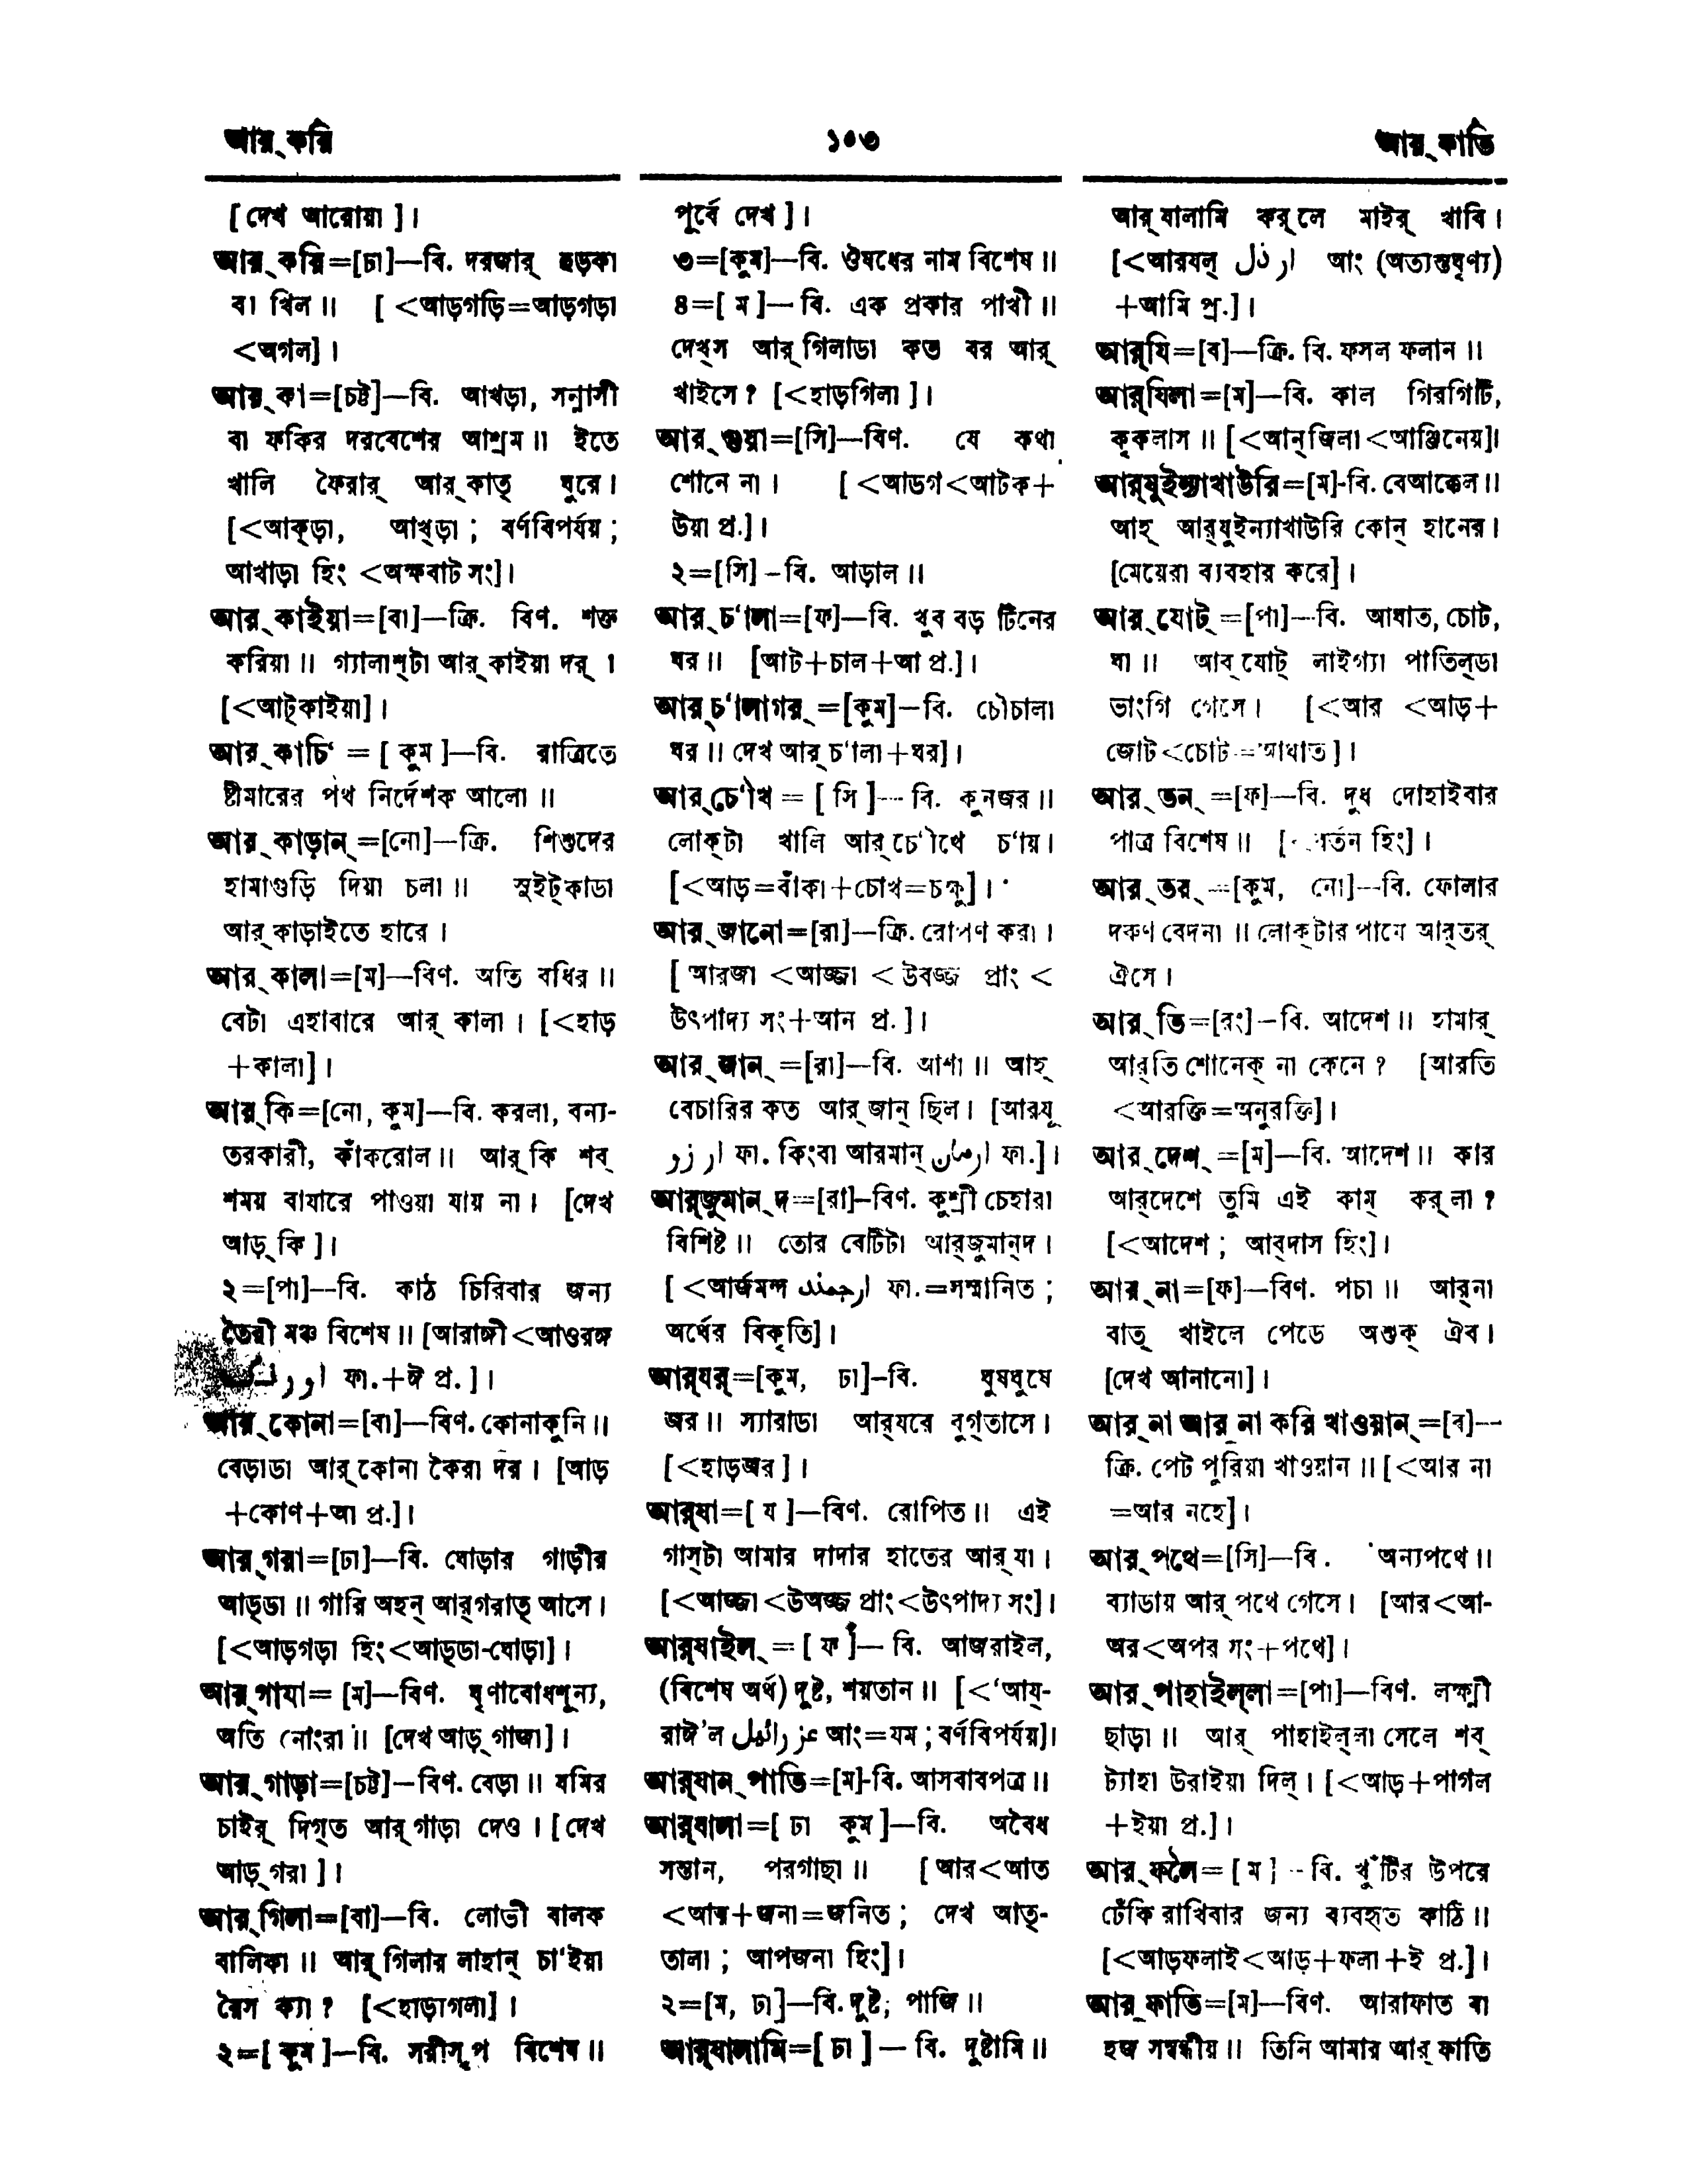 আর্‌করি ১০৩ আর্‌কাতি
[ দেখ আরোয়া ]।
আর্‌করি=[ঢা]—বি. দরজার্ হুড়কা
বা খিল॥ [ <আড়গড়ি=আড়গড়া
<অগল]।
আর্‌কা=[চট্ট]—বি. আখড়া, সন্নাসী
বা ফকির দরবেশের আশ্রম॥ ইতে
খালি ফৈরার্ আর্‌কাত্ ঘুরে।
[<আক্‌ড়া, আখ্‌ড়া ; বর্ণবিপর্যয় ;
আখাড়া হিং <অক্ষবাট সং]।
আর্‌কাইয়া=[বা]—ক্রি. বিণ. শক্ত
করিয়া॥ গ্যালাশ্‌টা আর্‌কাইয়া দর্।
[<আট্‌কাইয়া]।
আর্‌কাচি‘ = [ কুম ]—বি. রাত্রিতে
ষ্টীমারের পথ নির্দেশক আলো॥
আর্‌কাড়ান্ =[নো]—ক্রি. শিশুদের
হামাগুড়ি দিয়া চলা॥ সুইট্‌কাডা
আর্‌কাড়াইতে হারে।
আর্‌কালা=[ম]—বিণ. অতি বধির॥
বেটা এহাবারে আর্‌কালা। [<হাড়
+কালা]।
আর্‌কি=[নো, কুম]—বি. করলা, বন্য-
তরকারী, কাঁকরোল॥ আর্‌কি শব্
শময় বাযারে পাওয়া যায় না। [দেখ
আড়্‌কি ]।
২=[পা]—বি. কাঠ চিরিবার জন্য
তৈরী মঞ্চ বিশেষ॥ [আরাঙ্গী<আওরঙ্গ
ফা.+ঈ প্র. ]।
আর্‌কোনা=[বা]—বিণ. কোনাকুনি॥
বেড়াডা আর্‌কোনা কৈরা দর। [আড়
+কোণ+আ প্র.]।
আর্‌গরা=[ঢা]—বি. ঘোড়ার গাড়ীর
আড্‌ডা॥ গারি অহন্ আর্‌গরাত্ আসে।
[<আড়গড়া হিং<আড্‌ডা-ঘোড়া]।
আর্‌গাযা= [ম]—বিণ. ঘৃণাবোধশূন্য,
অতি নোংরা॥ [দেখ আড়্‌গাজা]।
আর্‌গাড়া=[চট্ট]—বিণ. বেড়া॥ যমির
চাইর্ দিগ্‌ত আর্‌গাড়া দেও। [ দেখ
আড়্‌গরা ]।
আর্‌গিলা=[বা]—বি. লোভী বালক
বালিকা॥ আর্‌গিলার লাহান্ চা'ইয়া
রৈস ক্যা ? [<হাড়াগলা]।
২=[ কুম ]—বি. সরীসৃপ বিশেষ॥
পূর্বে দেখ ]।
৩=[কুম]—বি. ঔষধের নাম বিশেষ॥
৪=[ ম ]—বি. এক প্রকার পাখী॥
দেখ্‌স আর্‌গিলাডা কত বর আর্
খাইসে ? [<হাড়গিলা ]।
আর্‌গুয়া=[সি]—বিণ. যে কথা
শোনে না। [ <আডগ<আটক+
উয়া প্র.]।
২=[সি]-বি. আড়াল॥
আর্‌চ‘ালা=[ফ]—বি. খুব বড় টিনের
ঘর॥ [আট+চাল+আ প্র.]।
আর্‌চ‘ালাগর্ =[কুম]—বি. চৌচালা
ঘর॥ দেখ আর্‌চ‘ালা+ঘর]।
আর্‌চে‘ৗখ = [ সি ]—বি. কুনজর॥
লোক্‌টা খালি আর্‌চে‘ৗখে চ‘ায়।
[<আড়=বাঁকা+চোখ=চক্ষু]।
আর্‌জানো=[রা]—ক্রি. রোপণ করা।
[ আরজা <আজ্জা < উবজ্জ প্রাং <
উৎপাদ্য সং+আন প্র. ]।
আর্‌জান্ =[রা]—বি. আশা॥ আহ্
বেচারির কত আর্‌জান্ ছিল। [আরযূ
ارزو ফা. কিংবা আরমান্ ارمان ফা.]।
আর্‌জুমান্‌দ=[রা]—বিণ. কুশ্রী চেহারা
বিশিষ্ট॥ তোর বেটিটা আর্‌জুমান্‌দ।
[ <আর্জমন্দ ارجمند ফা.=সম্মানিত ;
অর্থের বিকৃতি]।
আর্‌যর্=[কুম, ঢা]—বি. ঘুষঘুষে
জর॥ স্যারাডা আর্‌যরে বুগ্‌তাসে।
[<হাড়জর ]।
আর্‌যা=[ য ]—বিণ. রোপিত॥ এই
গাস্‌টা আমার দাদার হাতের আর্‌যা।
[<আজ্জা<উঅজ্জ প্রাং<উৎপাদ্য সং]।
আর্‌যাইল্ = [ ফ ]—বি. আজরাইল,
(বিশেষ অর্থ) দুষ্ট, শয়তান॥ [<‘আয্-
রাঈ'ল عزرائیل আং=যম ; বর্ণবিপর্যয়]।
আর্‌যান্‌পাতি=[ম]-বি. আসবাবপত্র॥
আর্‌যালা=[ ঢা কুম ]—বি. অবৈধ
সন্তান, পরগাছা॥ [ আর<আত
<আৰ+জনা=জনিত ; দেখ আত্-
তালা ; আপজনা হিং]।
২=[ম, ঢা]—বি. দুষ্ট, পাজি॥
আর্‌যালামি=[ ঢা ] — বি. দুষ্টামি॥
আর্‌যালামি কর্‌লে মাইর্ খাবি।
[<আরযল্ ارذل আং (অত্যন্তঘৃণ্য)
+আমি প্র.]।
আর্‌যি=[ব]—ক্রি. বি. ফসল ফলান॥
আর্‌যিলা=[ম]—বি. কাল গিরগিটি,
কৃকলাস॥ [<আন্‌জিলা<আঞ্জিনেয়]।
আর্‌যুইন্যাখাউরি=[ম]-বি. বেআক্কেল॥
আহ্ আর্‌যুইন্যাখাউরি কোন্ হানের।
[মেয়েরা ব্যবহার করে]।
আর্‌যোট্ =[পা]—বি. আঘাত, চোট,
ঘা॥ আর্‌যোট্ লাইগ্যা পাতিল্‌ডা
ভাংগি গেসে। [<আর <আড়+
জোট<চোট=আঘাত]।
আর্‌তন্ =[ফ]—বি. দুধ দোহাইবার
পাত্র বিশেষ॥ [র্তন হিং]।
আর্‌তর্ =[কুম, নো]—বি. ফোলার
দরুণ বেদনা॥ লোক্‌টার পায়ে আর্‌তর্
ঐসে।
আর্‌তি=[রং]—বি. আদেশ॥ হামার্
আর্‌তি শোনেক্ না কেনে ? [আরতি
<আরক্তি=অনুরক্তি]।
আর্‌দেশ্ =[ম]—বি. আদেশ॥ কার
আর্‌দেশে তুমি এই কাম্ কর্‌লা ?
[<আদেশ ; আর্‌দাস হিং]।
আর্‌না=[ফ]—বিণ. পচা॥ আর্‌না
বাত্ খাইলে পেডে অশুক্ ঐব।
[দেখ আনানো]।
আর্‌না আর্‌না করি খাওয়ান্ =[ব]—
ক্রি. পেট পুরিয়া খাওয়ান॥ [<আর না
=আর নহে]।
আর্‌পথে=[সি]—বি. অন্যপথে॥
ব্যাডায় আর্‌পথে গেসে। [আর<আ-
অর<অপর সং+পথে]।
আর্‌পাহাইল্‌লা=[পা]—বিণ. লক্ষ্মী
ছাড়া॥ আর্ পাহাইল্‌লা সেলে শব্
ট্যাহা উরাইয়া দিল্। [<আড়+পাগল
+ইয়া প্র.]।
আর্‌ফলৈ= [ ম ] -- বি. খুঁটির উপরে
ঢেঁকি রাখিবার জন্য ব্যবহৃত কাঠি॥
[<আড়ফলাই<আড়+ফলা+ই প্র.]।
আর্‌ফাতি=[ম]—বিণ. আরাফাত বা
হজ সম্বন্ধীয়॥ তিনি আমার আর্‌ফাতি